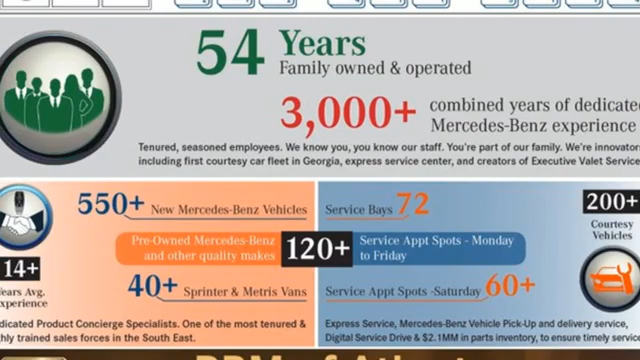 54 Years
Family owned & operated
3,000+ combined years of dedicated
Mercedes-Benz experience
Tenured, seasoned employees. We know you, you know our staff. You're part of our family. We're innovators
including first courtesy car fleet in Georgia, express service center, and creators of Executive Valet Service
550+ New Mercedes-Benz Vehicles
Service Bays 72
200+
Courtesy
Vehicles
Pre-Owned Mercedes-Benz
and other quality makes
120+
Service Appt Spots - Monday
to Friday
14+
Years Avg.
Experience
40+ Sprinter & Metris Vans
Service Appt Spots -Saturday 60+
dicated Product Concierge Specialists. One of the most tenured &
hly trained sales forces in the South East.
Express Service, Mercedes-Benz Vehicle Pick-Up and delivery service,
Digital Service Drive & $2.1MM in parts inventory, to ensure timely service